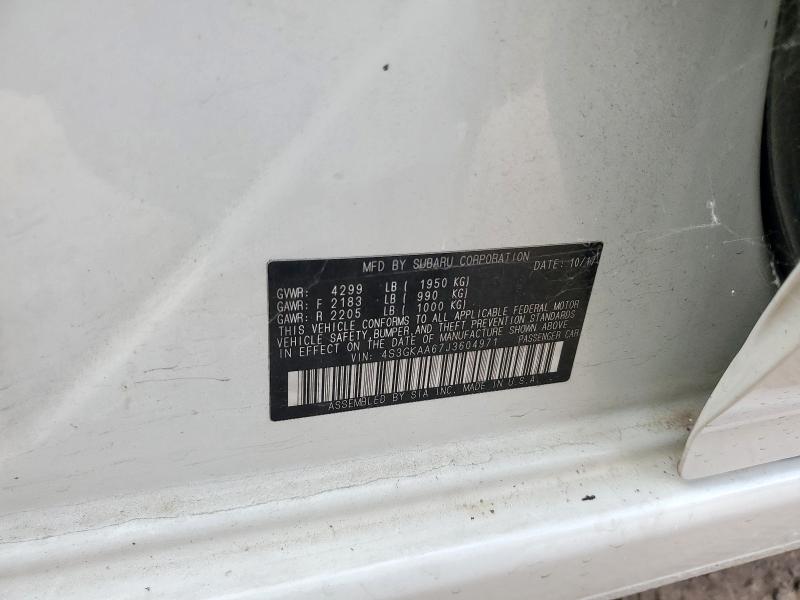 MFD BY SUBARU CORPORATION DATE: 10/17
GVWR: 4299 LB ( 1950 KG)
GAWR: F 2183 LB ( 990 KG)
GAWR: R 2205 LB ( 1000 KG)
THIS VEHICLE CONFORMS TO ALL APPLICABLE FEDERAL MOTOR
VEHICLE SAFETY,BUMPER,AND THEFT PREVENTION STANDARDS
IN EFFECT ON THE DATE OF MANUFACTURE SHOWN ABOVE.
VIN: 4S3GKAA67J3604971 PASSENGER CAR
ASSEMBLED BY SIA INC. MADE IN U.S.A.